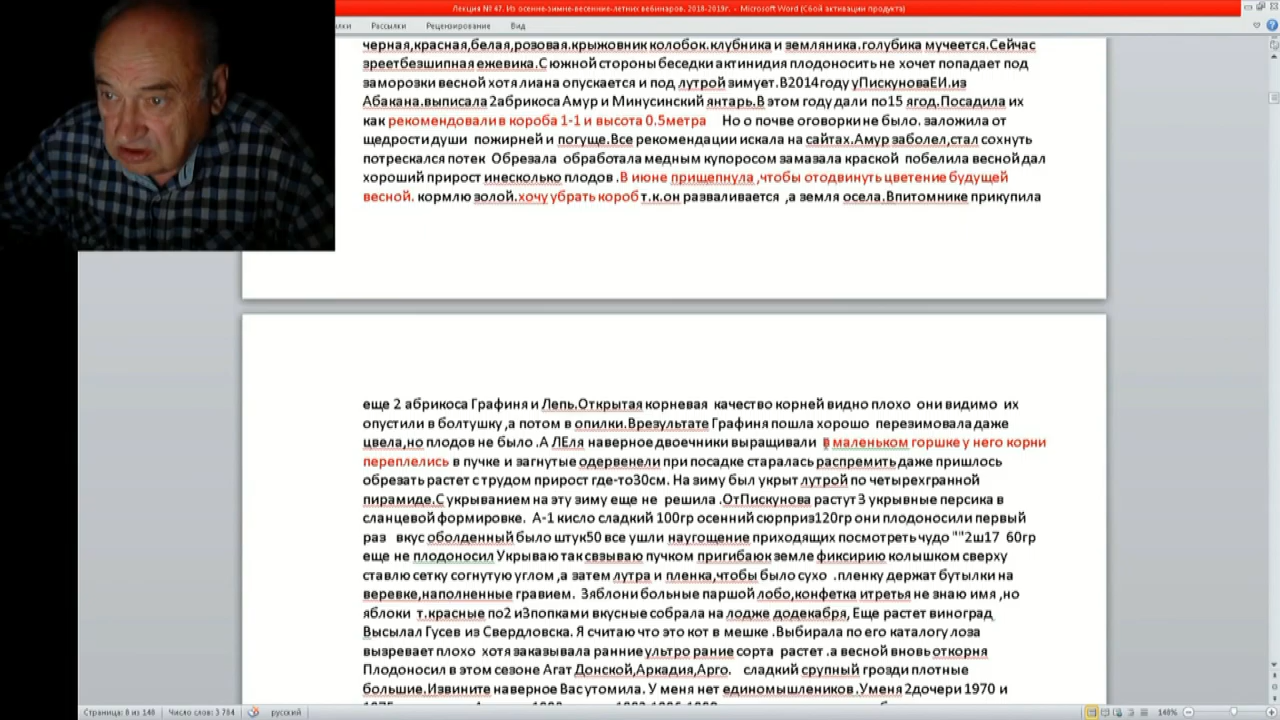 Лекция № 47. Из осенне-зимне-весенние-летних вебинаров. 2018-2019г. - Microsoft Word (Сбой активации продукта)
Рассылки Рецензирование Вид
черная,красная,белая,розовая.крыжовник колобок.клубника и земляника.голубика мучеется.Сейчас
зреетбезшипная ежевика.С южной стороны беседки актинидия плодоносить не хочет попадает под
заморозки весной хотя лиана опускается и под лутрой зимует.В2014году уПискуноваЕИ.из
Абакана.выписала 2абрикоса Амур и Минусинский янтарь.В этом году дали по15 ягод.Посадила их
как рекомендовали в короба 1-1 и высота 0.5метра Но о почве оговорки не было. заложила от
щедрости души пожирней и погуще.Все рекомендации искала на сайтах.Амур заболел,стал сохнуть
потрескался потек Обрезала обработала медным купоросом замазала краской побелила весной дал
хороший прирост инесколько плодов .В июне прищепнула ,чтобы отодвинуть цветение будущей
весной. кормлю золой.хочу убрать короб т.к.он разваливается ,а земля осела.Впитомнике прикупила
еще 2 абрикоса Графиня и Лепь.Открытая корневая качество корней видно плохо они видимо их
опустили в болтушку ,а потом в опилки.Врезультате Графиня пошла хорошо перезимовала даже
цвела,но плодов не было .А ЛЕля наверное двоечники выращивали в маленьком горшке у него корни
переплелись в пучке и загнутые одервенели при посадке старалась распремить даже пришлось
обрезать растет с трудом прирост где-то30см. На зиму был укрыт лутрой по четырехгранной
пирамиде.С укрыванием на эту зиму еще не решила .ОтПискунова растут 3 укрывные персика в
сланцевой формировке. А-1 кисло сладкий 100гр осенний сюрприз120гр они плодоносили первый
раз вкус оболденный было штук50 все ушли наугощение приходящих посмотреть чудо ""2ш17 60гр
еще не плодоносил Укрываю так свзываю пучком пригибаюк земле фиксирию колышком сверху
ставлю сетку согнутую углом ,а затем лутра и пленка,чтобы было сухо .пленку держат бутылки на
веревке,наполненные гравием. 3яблони больные паршой лобо,конфетка итретья не знаю имя ,но
яблоки т.красные по2 и3попками вкусные собрала на лодже додекабря, Еще растет виноград
Высылал Гусев из Свердловска. Я считаю что это кот в мешке .Выбирала по его каталогу лоза
вызревает плохо хотя заказывала ранние ультро рание сорта растет .а весной вновь откорня
Плодоносил в этом сезоне Агат Донской,Аркадия,Арго. сладкий срупный грозди плотные
большие.Извините наверное Вас утомила. У меня нет единомышлеников .Уменя 2дочери 1970 и
Страница: 8 из 148 Число слов: 3 784 русский 148%